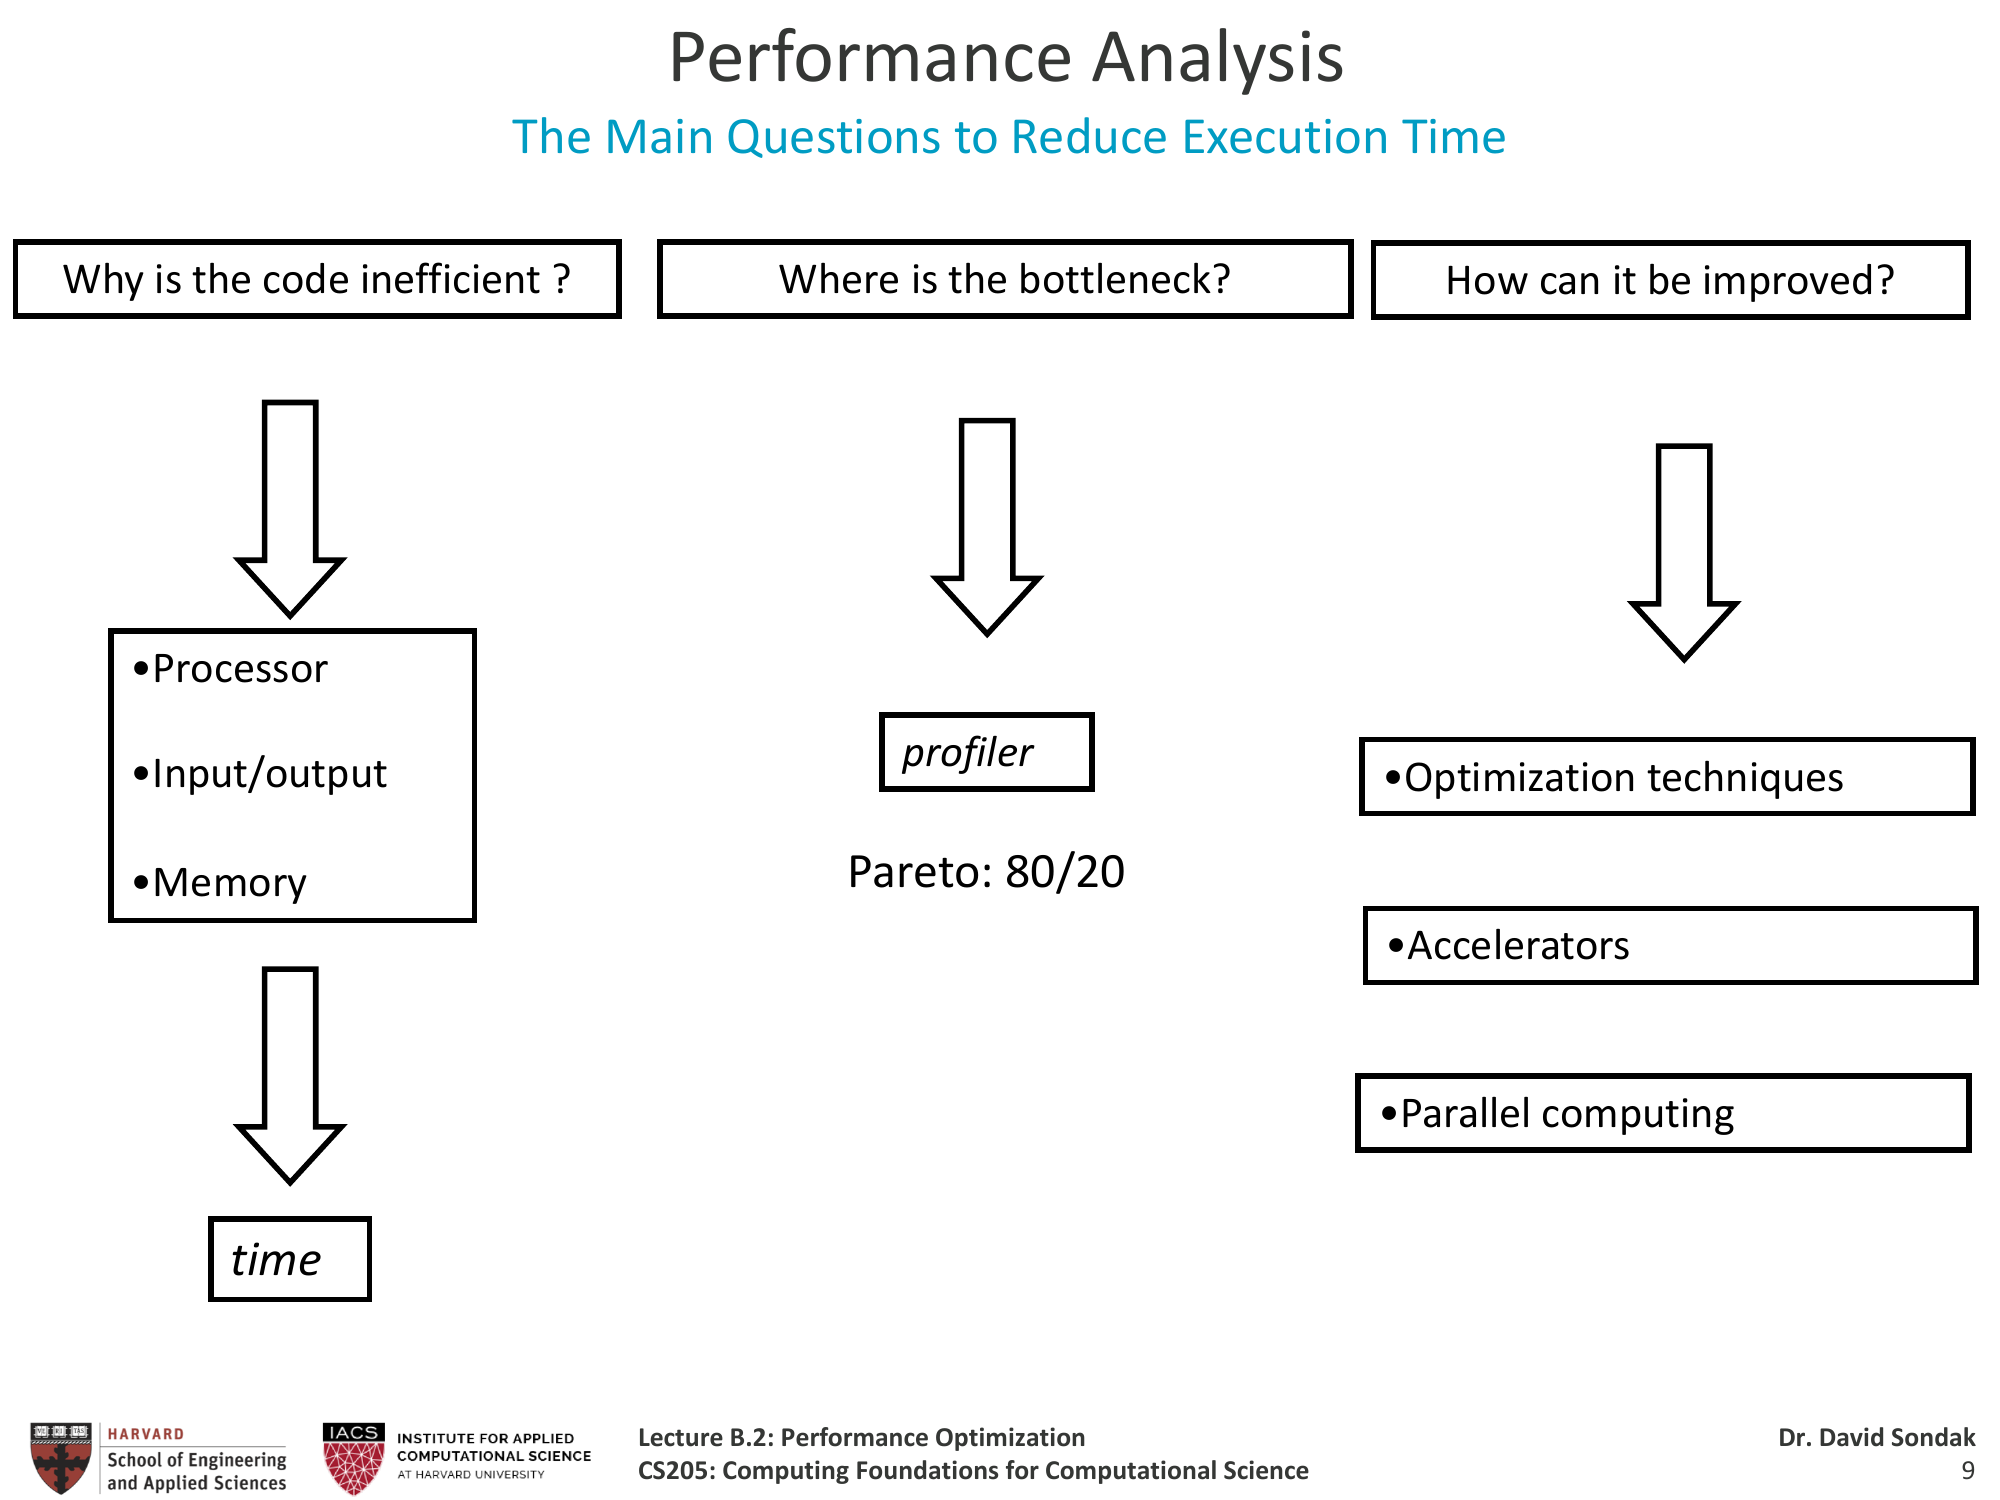 Performance Analysis
The Main Questions to Reduce Execution Time
Why is the code inefficient ?
Where is the bottleneck?
How can it be improved?
•Processor
•Input/output
•Memory
time
profiler
Pareto: 80/20
•Optimization techniques
•Accelerators
•Parallel computing
HARVARD
School of Engineering
and Applied Sciences
IACS
INSTITUTE FOR APPLIED
COMPUTATIONAL SCIENCE
AT HARVARD UNIVERSITY
Lecture B.2: Performance Optimization
CS205: Computing Foundations for Computational Science
Dr. David Sondak
9